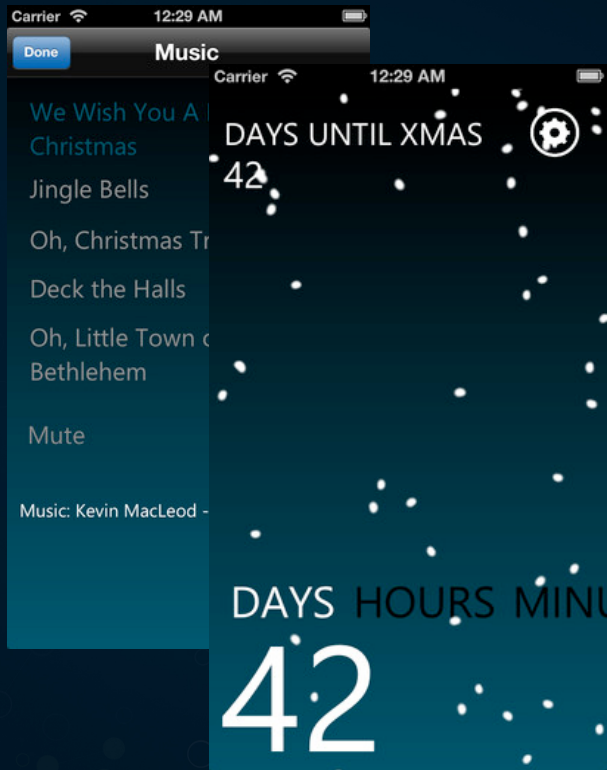 Carrier 12:29 AM
Done Music
We Wish You A
Christmas
Jingle Bells
Oh, Christmas
Deck the Halls
Oh, Little Town
Bethlehem
Mute
Music: Kevin MacLeod -
Carrier 12:29 AM
DAYS UNTIL XMAS
42
DAYS HOURS MINU
42